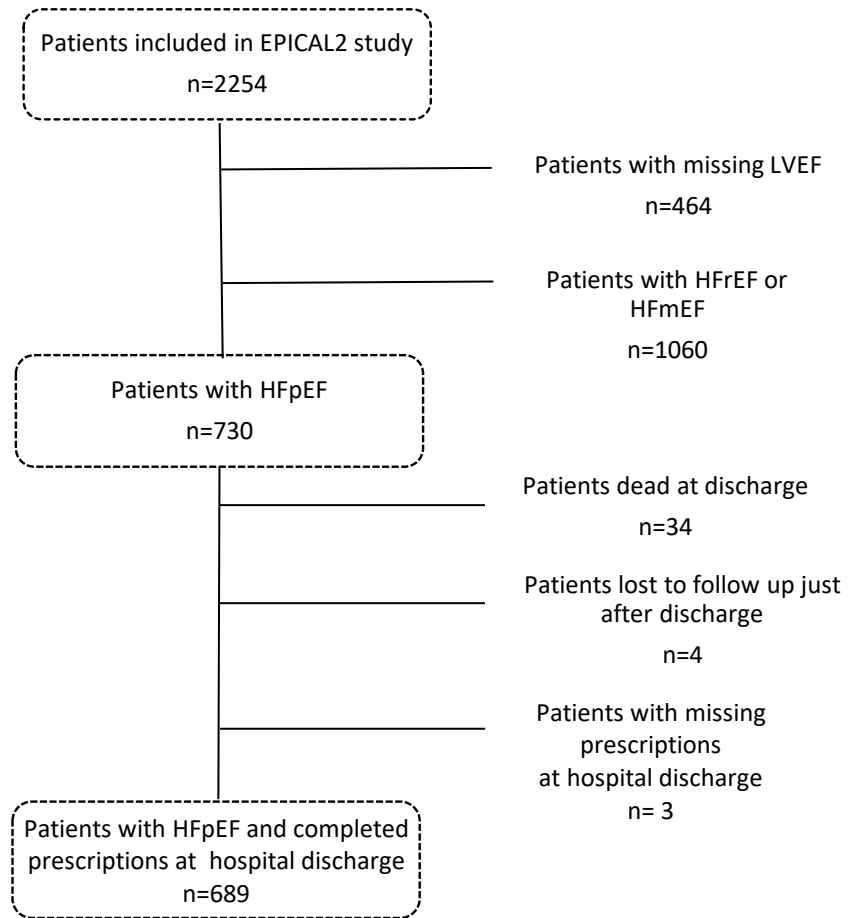 Patients included in EPICAL2 study
n=2254
Patients with missing LVEF
n=464
Patients with HFrEF or
HFmEF
n=1060
Patients with HFpEF
n=730
Patients dead at discharge
n=34
Patients lost to follow up just
after discharge
n=4
Patients with missing
prescriptions
at hospital discharge
n= 3
Patients with HFpEF and completed
prescriptions at hospital discharge
n=689